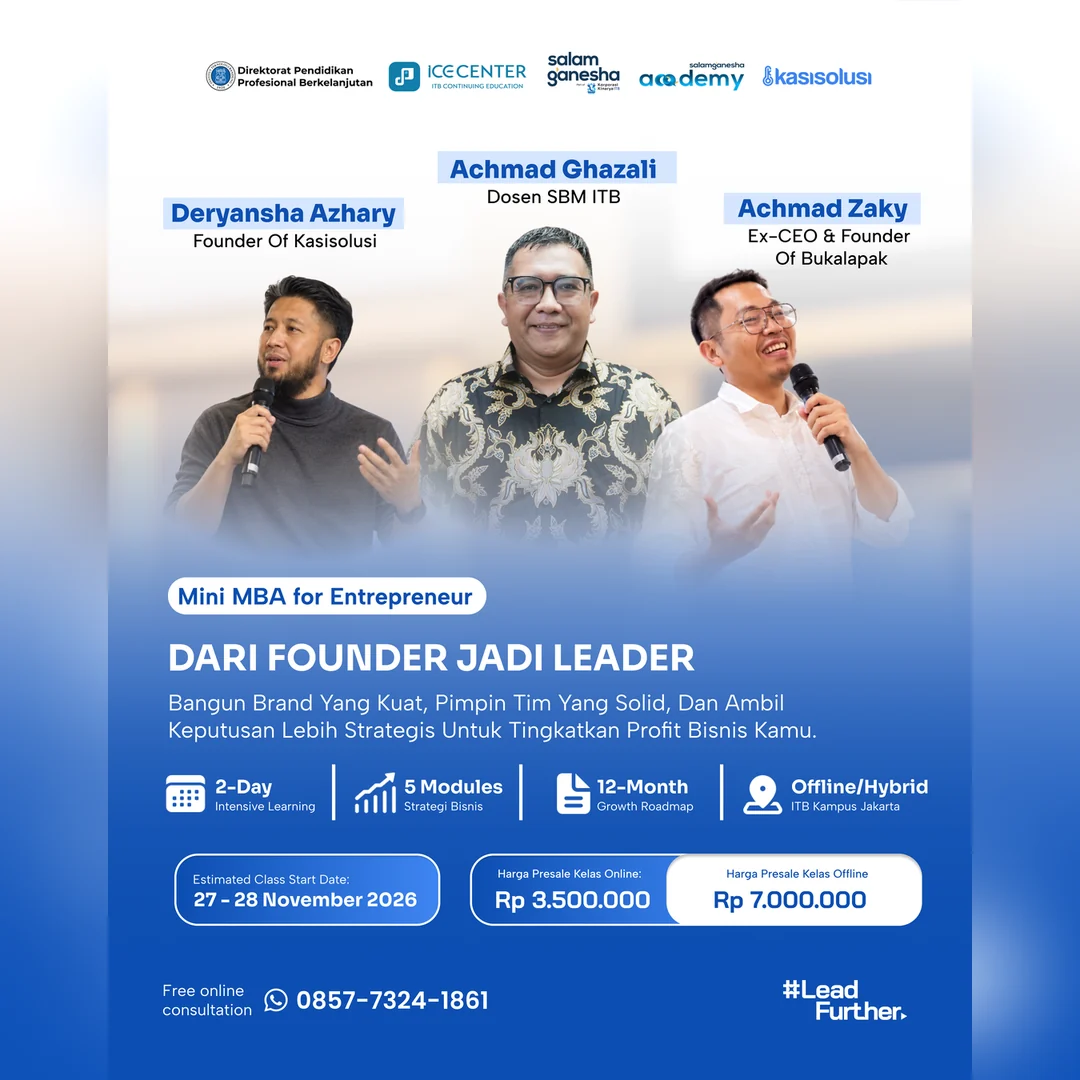 Direktorat Pendidikan
Profesional Berkelanjutan
ICE CENTER
ITB CONTINUING EDUCATION
salam
ganesha
salamganesha
academy
kasisolusi
Achmad Ghazali
Dosen SBM ITB
Deryansha Azhary
Founder Of Kasisolusi
Achmad Zaky
Ex-CEO & Founder
Of Bukalapak
Mini MBA for Entrepreneur
DARI FOUNDER JADI LEADER
Bangun Brand Yang Kuat, Pimpin Tim Yang Solid, Dan Ambil
Keputusan Lebih Strategis Untuk Tingkatkan Profit Bisnis Kamu.
2-Day
Intensive Learning
5 Modules
Strategi Bisnis
12-Month
Growth Roadmap
Offline/Hybrid
ITB Kampus Jakarta
Estimated Class Start Date:
27 - 28 November 2026
Harga Presale Kelas Online:
Rp 3.500.000
Harga Presale Kelas Offline
Rp 7.000.000
Free online
consultation
0857-7324-1861
#Lead
Further